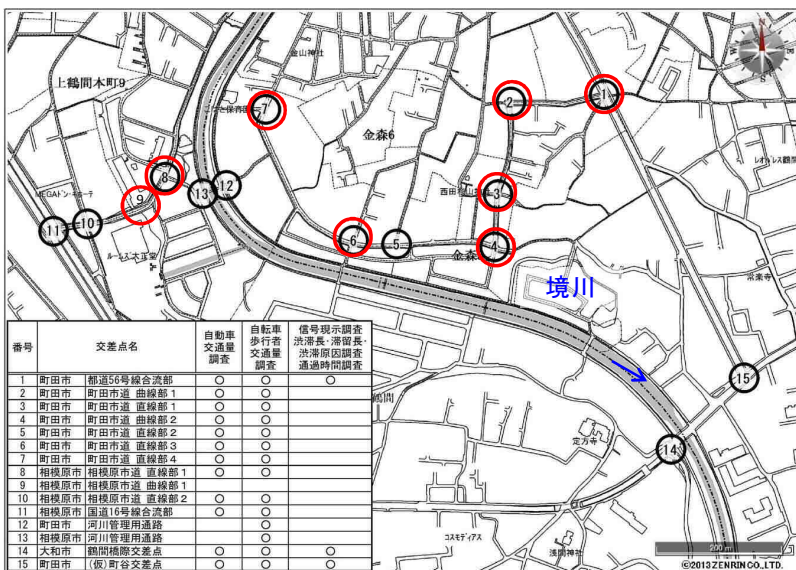 金山神社
上鶴間本町9
金森6
7
2
1
N
8
9
13
12
3
MEGAドン・キホーテ
11
10
6
5
4
境川
常楽寺
番号 交差点名 自動車交通量調査 自転車歩行者交通量調査 信号現示調査渋滞長・滞留長・渋滞原因調査通過時間調査
1 町田市 都道56号線合流部 ○ ○ ○
2 町田市 町田市道 曲線部1 ○ ○
3 町田市 町田市道 直線部1 ○ ○
4 町田市 町田市道 曲線部2 ○ ○
5 町田市 町田市道 直線部2 ○ ○
6 町田市 町田市道 直線部3 ○ ○
7 町田市 町田市道 直線部4 ○ ○
8 相模原市 相模原市道 直線部1 ○ ○
9 相模原市 相模原市道 曲線部1
10 相模原市 相模原市道 直線部2 ○ ○
11 相模原市 国道16号線合流部 ○ ○
12 町田市 河川管理用通路 ○
13 相模原市 河川管理用通路 ○
14 大和市 鶴間橋際交差点 ○ ○ ○
15 町田市 (仮)町谷交差点 ○ ○ ○
鶴間
15
定方寺
14
コスモディアス
浅間神社
200 m
©2013ZENRIN CO.,LTD.